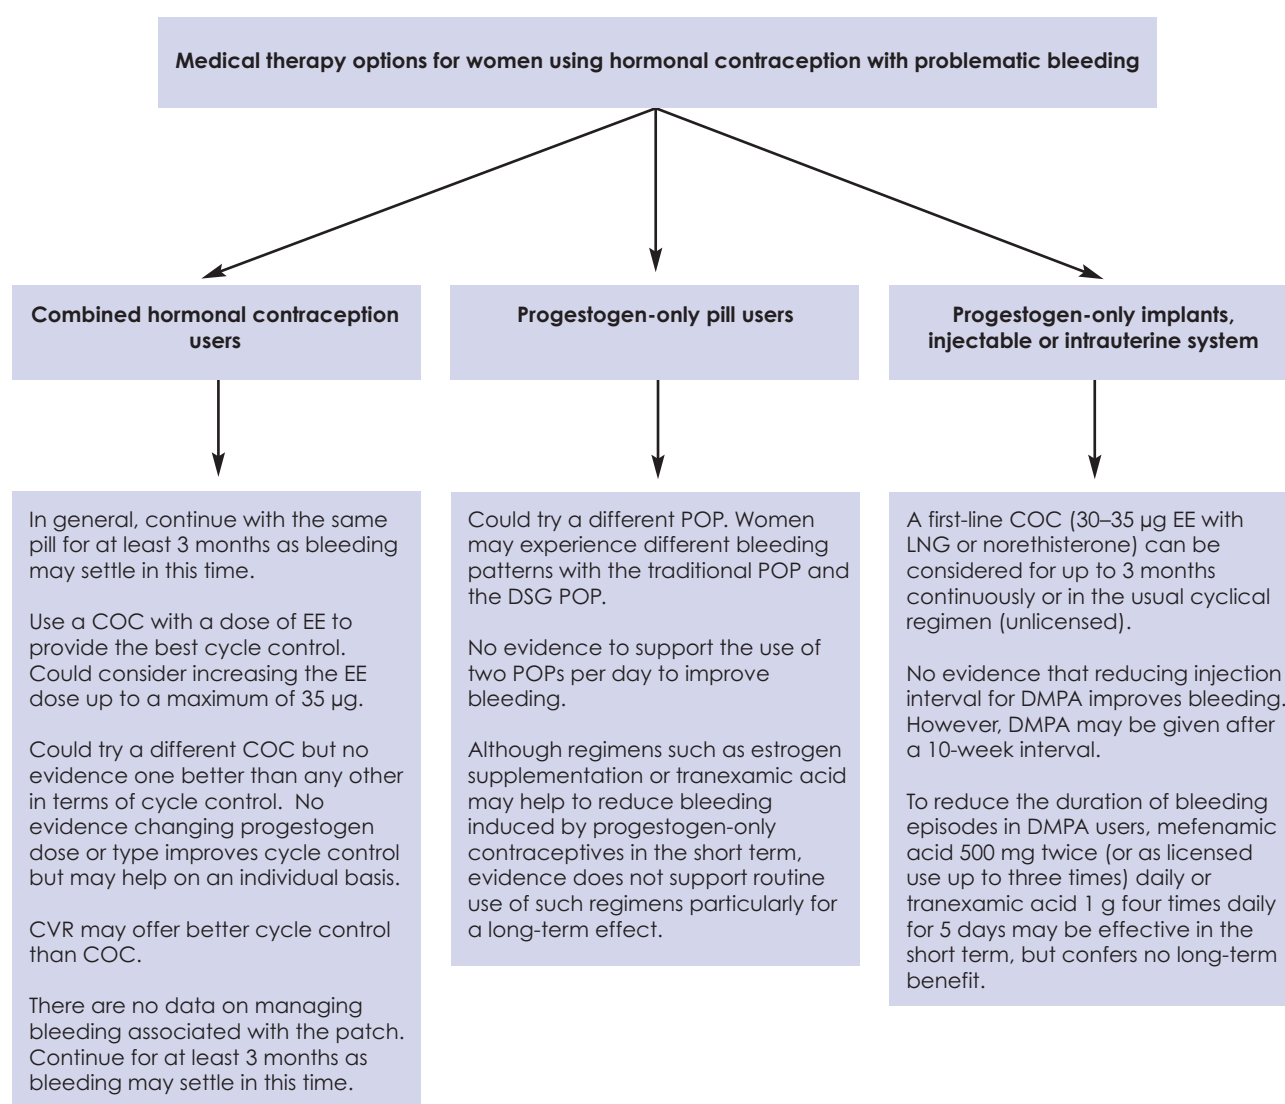 Medical therapy options for women using hormonal contraception with problematic bleeding
Combined hormonal contraception
users
In general, continue with the same
pill for at least 3 months as bleeding
may settle in this time.
Use a COC with a dose of EE to
provide the best cycle control.
Could consider increasing the EE
dose up to a maximum of 35 µg.
Could try a different COC but no
evidence one better than any other
in terms of cycle control.  No
evidence changing progestogen
dose or type improves cycle control
but may help on an individual basis.
CVR may offer better cycle control
than COC.
There are no data on managing
bleeding associated with the patch.
Continue for at least 3 months as
bleeding may settle in this time.
Progestogen-only pill users
Could try a different POP. Women
may experience different bleeding
patterns with the traditional POP and
the DSG POP.
No evidence to support the use of
two POPs per day to improve
bleeding.
Although regimens such as estrogen
supplementation or tranexamic acid
may help to reduce bleeding
induced by progestogen-only
contraceptives in the short term,
evidence does not support routine
use of such regimens particularly for
a long-term effect.
Progestogen-only implants,
injectable or intrauterine system
A first-line COC (30–35 µg EE with
LNG or norethisterone) can be
considered for up to 3 months
continuously or in the usual cyclical
regimen (unlicensed).
No evidence that reducing injection
interval for DMPA improves bleeding.
However, DMPA may be given after
a 10-week interval.
To reduce the duration of bleeding
episodes in DMPA users, mefenamic
acid 500 mg twice (or as licensed
use up to three times) daily or
tranexamic acid 1 g four times daily
for 5 days may be effective in the
short term, but confers no long-term
benefit.